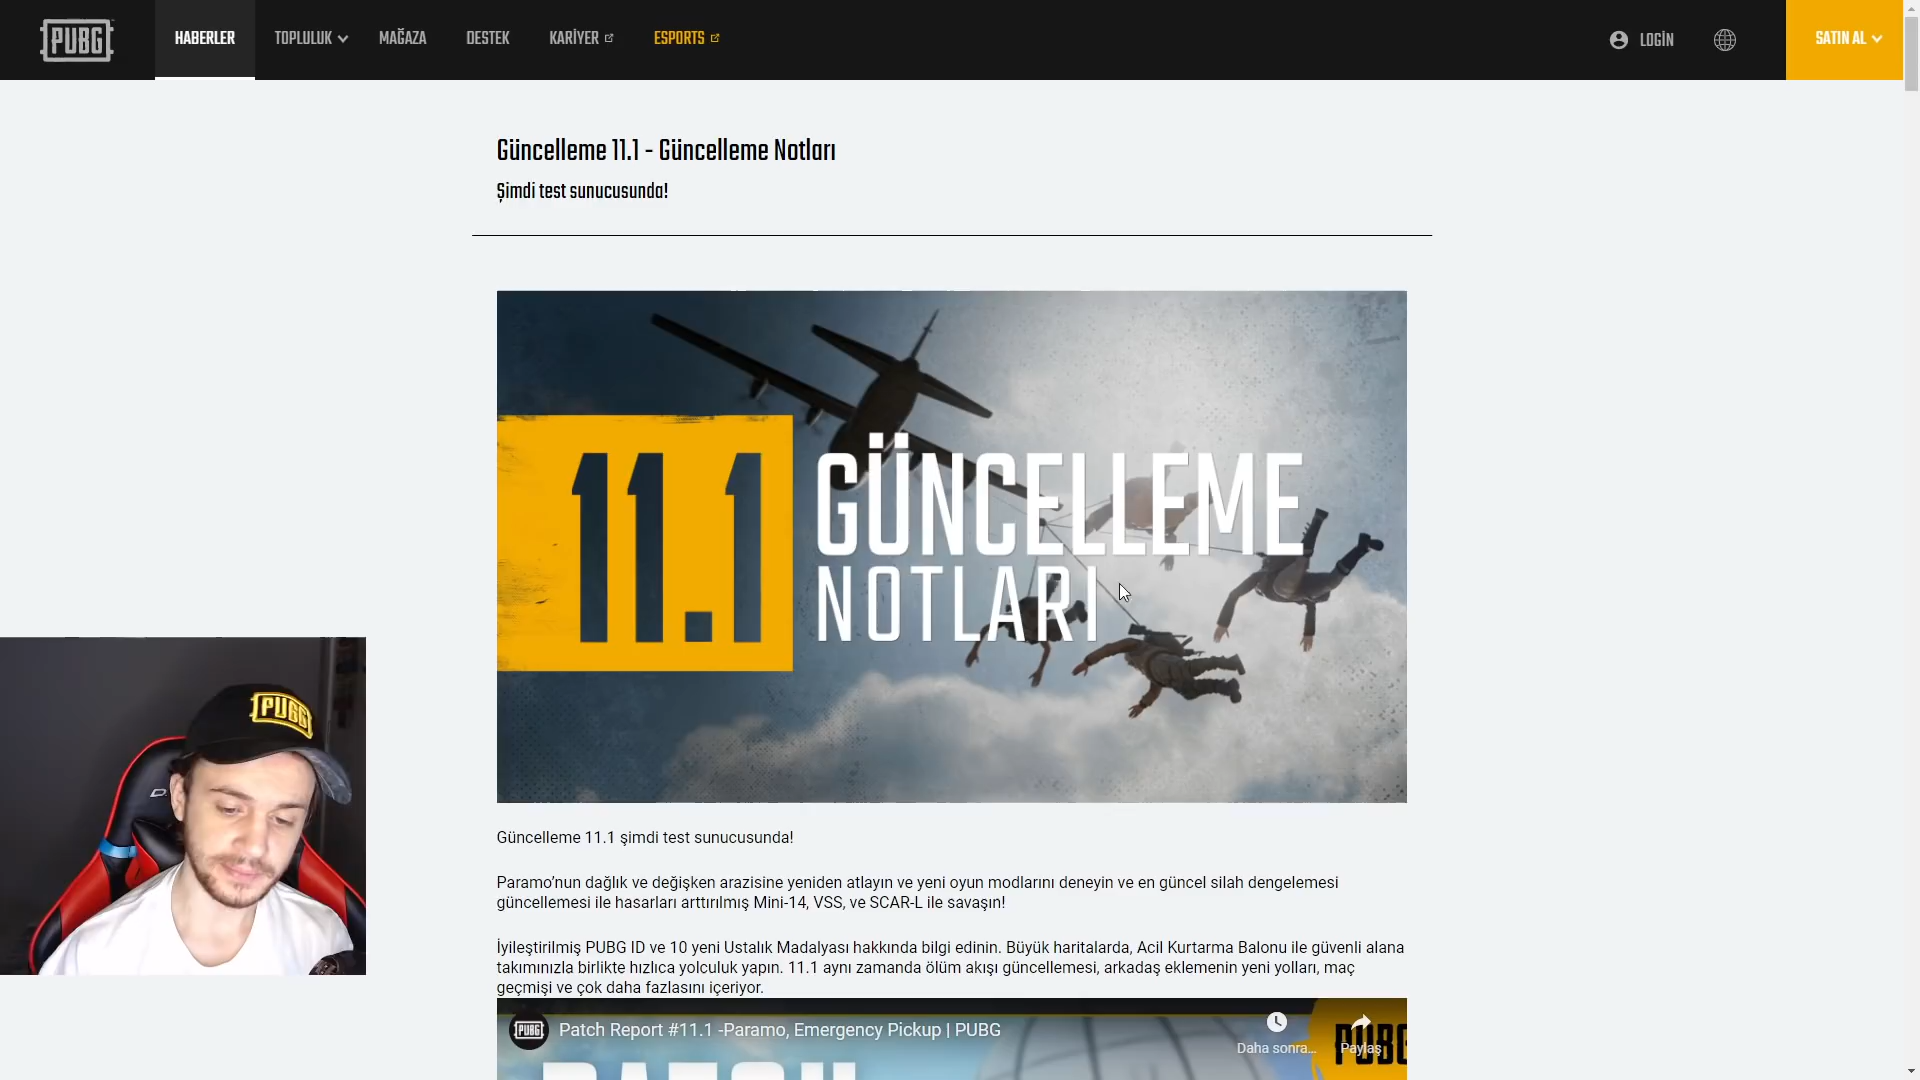 PUBG
HABERLER
TOPLULUK
MAĞAZA
DESTEK
KARİYER
ESPORTS
LOGİN
SATIN AL
Güncelleme 11.1 - Güncelleme Notları
Şimdi test sunucusunda!
11.1
GÜNCELLEME
NOTLARI
PUBG
Güncelleme 11.1 şimdi test sunucusunda!
Paramo’nun dağlık ve değişken arazisine yeniden atlayın ve yeni oyun modlarını deneyin ve en güncel silah dengelemesi
güncellemesi ile hasarları arttırılmış Mini-14, VSS, ve SCAR-L ile savaşın!
İyileştirilmiş PUBG ID ve 10 yeni Ustalık Madalyası hakkında bilgi edinin. Büyük haritalarda, Acil Kurtarma Balonu ile güvenli alana
takımınızla birlikte hızlıca yolculuk yapın. 11.1 aynı zamanda ölüm akışı güncellemesi, arkadaş eklemenin yeni yolları, maç
geçmişi ve çok daha fazlasını içeriyor.
PUBG
Patch Report #11.1 -Paramo, Emergency Pickup | PUBG
Daha sonra...
Paylaş
PUBG
PATCH